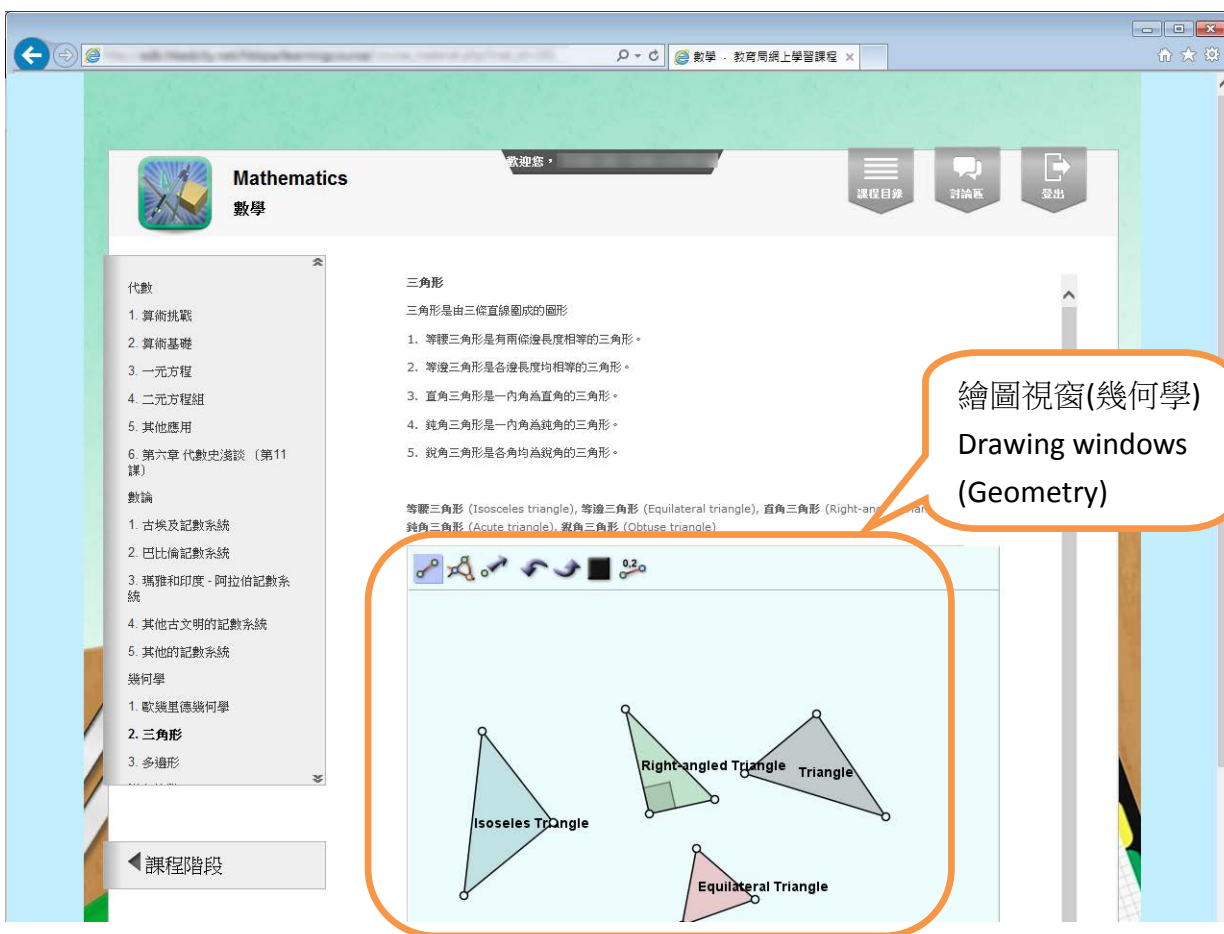 數學 - 教育局網上學習課程
Mathematics
數學
歡迎您，
課程目錄
討論區
登出
代數
1. 算術挑戰
2. 算術基礎
3. 一元方程
4. 二元方程組
5. 其他應用
6. 第六章 代數史淺談（第11
課）
數論
1. 古埃及記數系統
2. 巴比倫記數系統
3. 瑪雅和印度 - 阿拉伯記數系
統
4. 其他古文明的記數系統
5. 其他的記數系統
幾何學
1. 歐幾里德幾何學
2. 三角形
3. 多邊形
課程階段
三角形
三角形是由三條直線圍成的圖形
1. 等腰三角形是有兩條邊長度相等的三角形。
2. 等邊三角形是各邊長度均相等的三角形。
3. 直角三角形是一內角為直角的三角形。
4. 鈍角三角形是一內角為鈍角的三角形。
5. 銳角三角形是各角均為銳角的三角形。
等腰三角形 (Isosceles triangle), 等邊三角形 (Equilateral triangle), 直角三角形
鈍角三角形 (Acute triangle), 銳角三角形 (Obtuse triangle)
繪圖視窗(幾何學)
Drawing windows
(Geometry)
0.2
Right-angled Triangle
Triangle
Isoseles Triangle
Equilateral Triangle